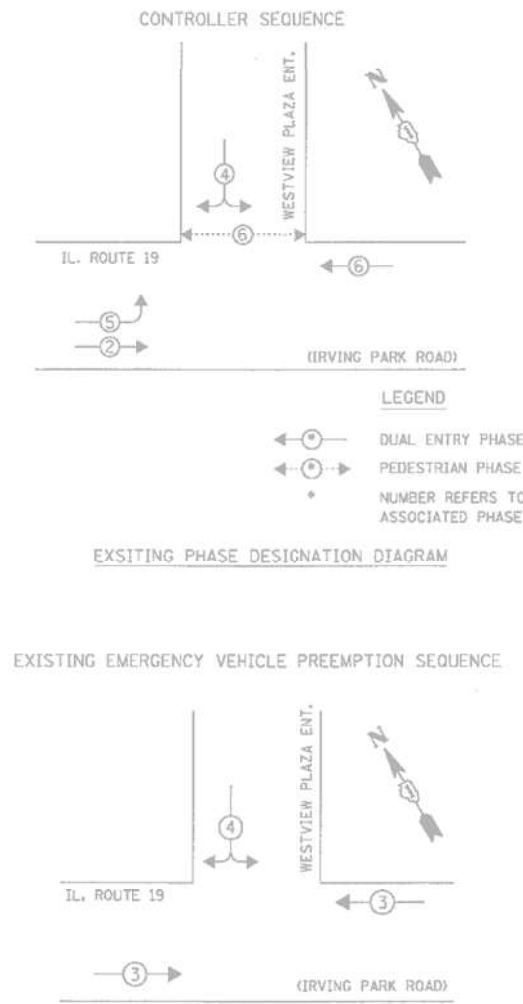 CONTROLLER SEQUENCE
WESTVIEW PLAZA ENT.
N
4
6
IL. ROUTE 19
6
5
2
(IRVING PARK ROAD)
LEGEND
* DUAL ENTRY PHASE
* PEDESTRIAN PHASE
* NUMBER REFERS TO
ASSOCIATED PHASE
EXSITING PHASE DESIGNATION DIAGRAM
EXISTING EMERGENCY VEHICLE PREEMPTION SEQUENCE
WESTVIEW PLAZA ENT.
N
4
IL. ROUTE 19
3
3
(IRVING PARK ROAD)